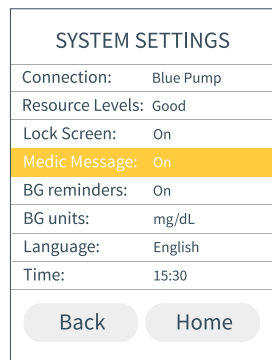 SYSTEM SETTINGS
Connection: Blue Pump
Resource Levels: Good
Lock Screen: On
Medic Message: On
BG reminders: On
BG units: mg/dL
Language: English
Time: 15:30
Back Home